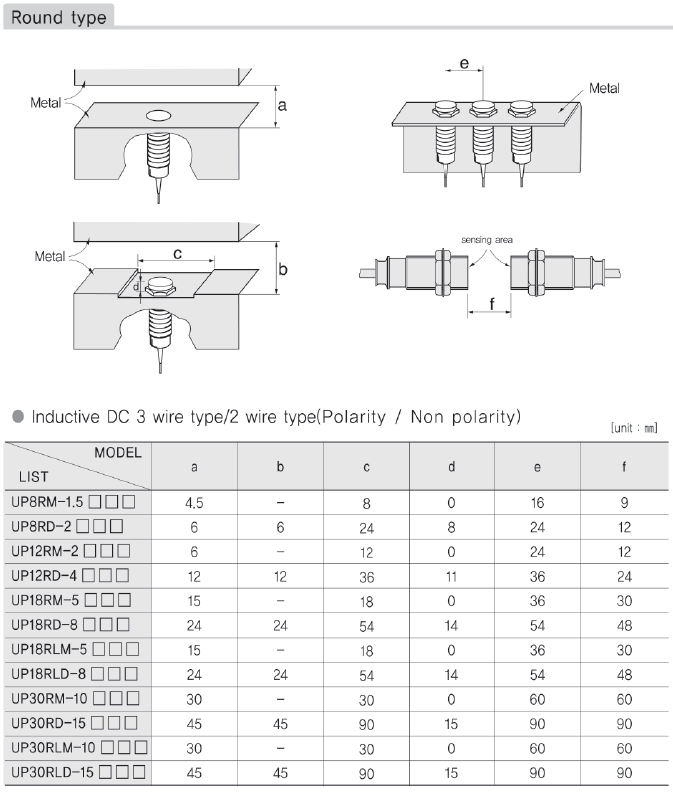 Round type
Metal
a
e
Metal
Metal
c
d
b
sensing area
f
● Inductive DC 3 wire type/2 wire type(Polarity / Non polarity)
[unit : ㎜]
MODEL
LIST
a b c d e f
UP8RM-1.5 □□□ 4.5 - 8 0 16 9
UP8RD-2 □□□ 6 6 24 8 24 12
UP12RM-2 □□□ 6 - 12 0 24 12
UP12RD-4 □□□ 12 12 36 11 36 24
UP18RM-5 □□□ 15 - 18 0 36 30
UP18RD-8 □□□ 24 24 54 14 54 48
UP18RLM-5 □□□ 15 - 18 0 36 30
UP18RLD-8 □□□ 24 24 54 14 54 48
UP30RM-10 □□□ 30 - 30 0 60 60
UP30RD-15 □□□ 45 45 90 15 90 90
UP30RLM-10 □□□ 30 - 30 0 60 60
UP30RLD-15 □□□ 45 45 90 15 90 90